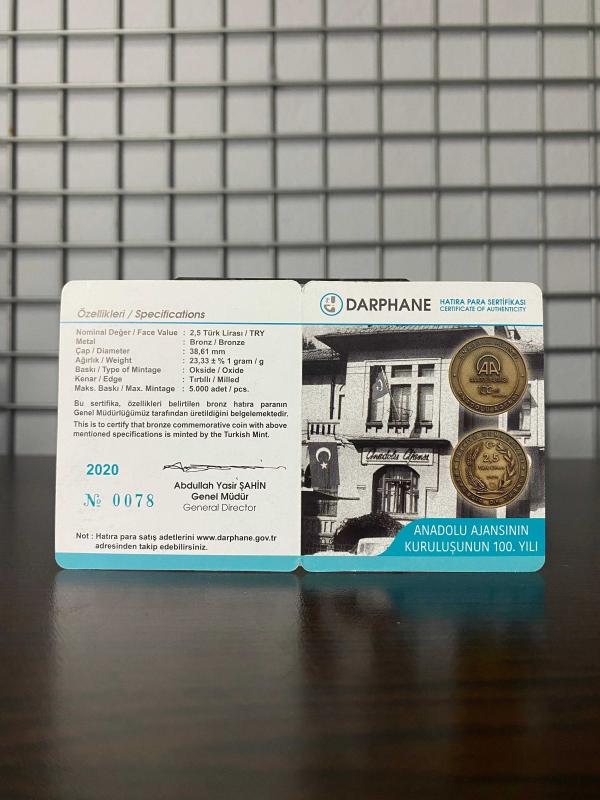 Özellikleri / Specifications
Nominal Değer / Face Value : 2,5 Türk Lirası / TRY
Metal : Bronz / Bronze
Çap / Diameter : 38,61 mm
Ağırlık / Weight : 23,33 ± % 1 gram / g
Baskı / Type of Mintage : Okside / Oxide
Kenar / Edge : Tırtıllı / Milled
Maks. Baskı / Max. Mintage : 5.000 adet / pcs.
Bu sertifika, özellikleri belirtilen bronz hatıra paranın
Genel Müdürlüğümüz tarafından üretildiğini belgelemektedir.
This is to certify that bronze commemorative coin with above
mentioned specifications is minted by the Turkish Mint.
2020
№ 0078
Abdullah Yasir ŞAHİN
Genel Müdür
General Director
Not : Hatıra para satış adetlerini www.darphane.gov.tr
adresinden takip edebilirsiniz.
DARPHANE
HATIRA PARA SERTİFİKASI
CERTIFICATE OF AUTHENTICITY
Anadolu Ajansı
AA
100
2,5
ANADOLU AJANSININ
KURULUŞUNUN 100. YILI